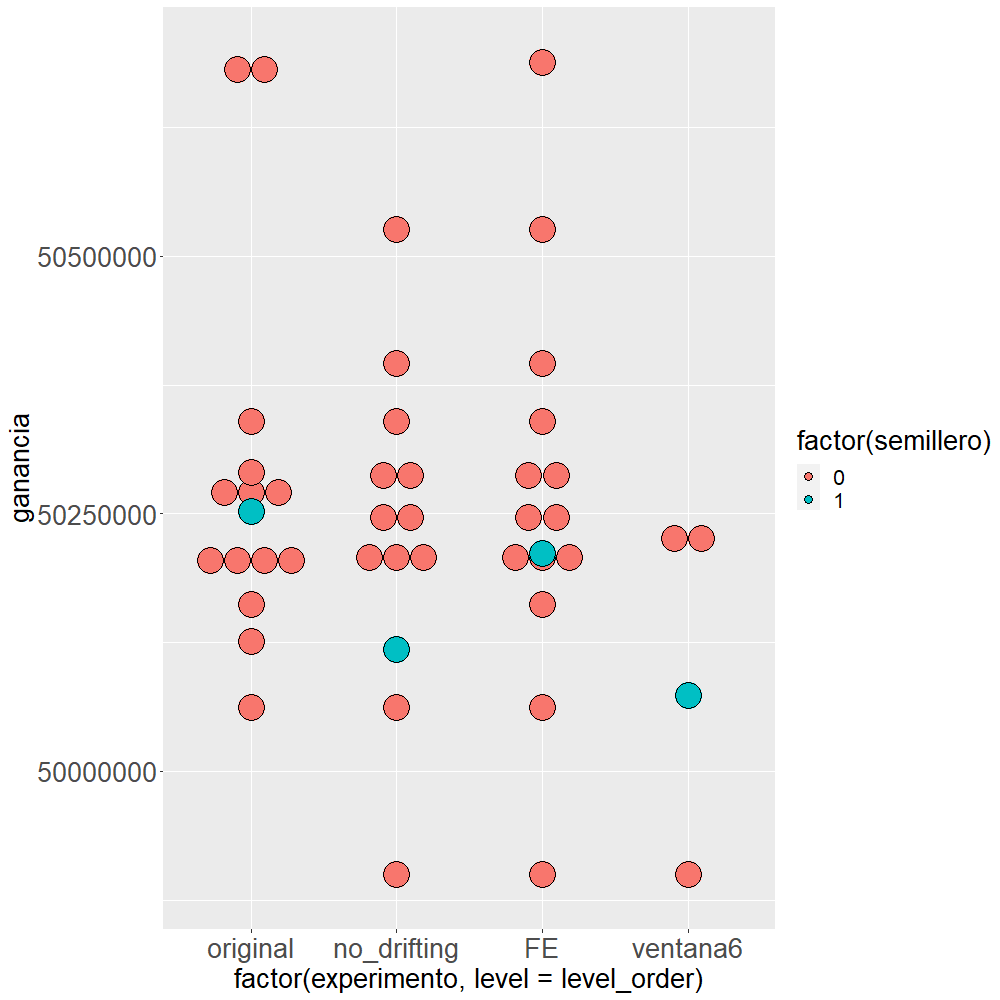 ganancia
50500000
50250000
50000000
original no_drifting FE ventana6
factor(experimento, level = level_order)
factor(semillero)
0
1